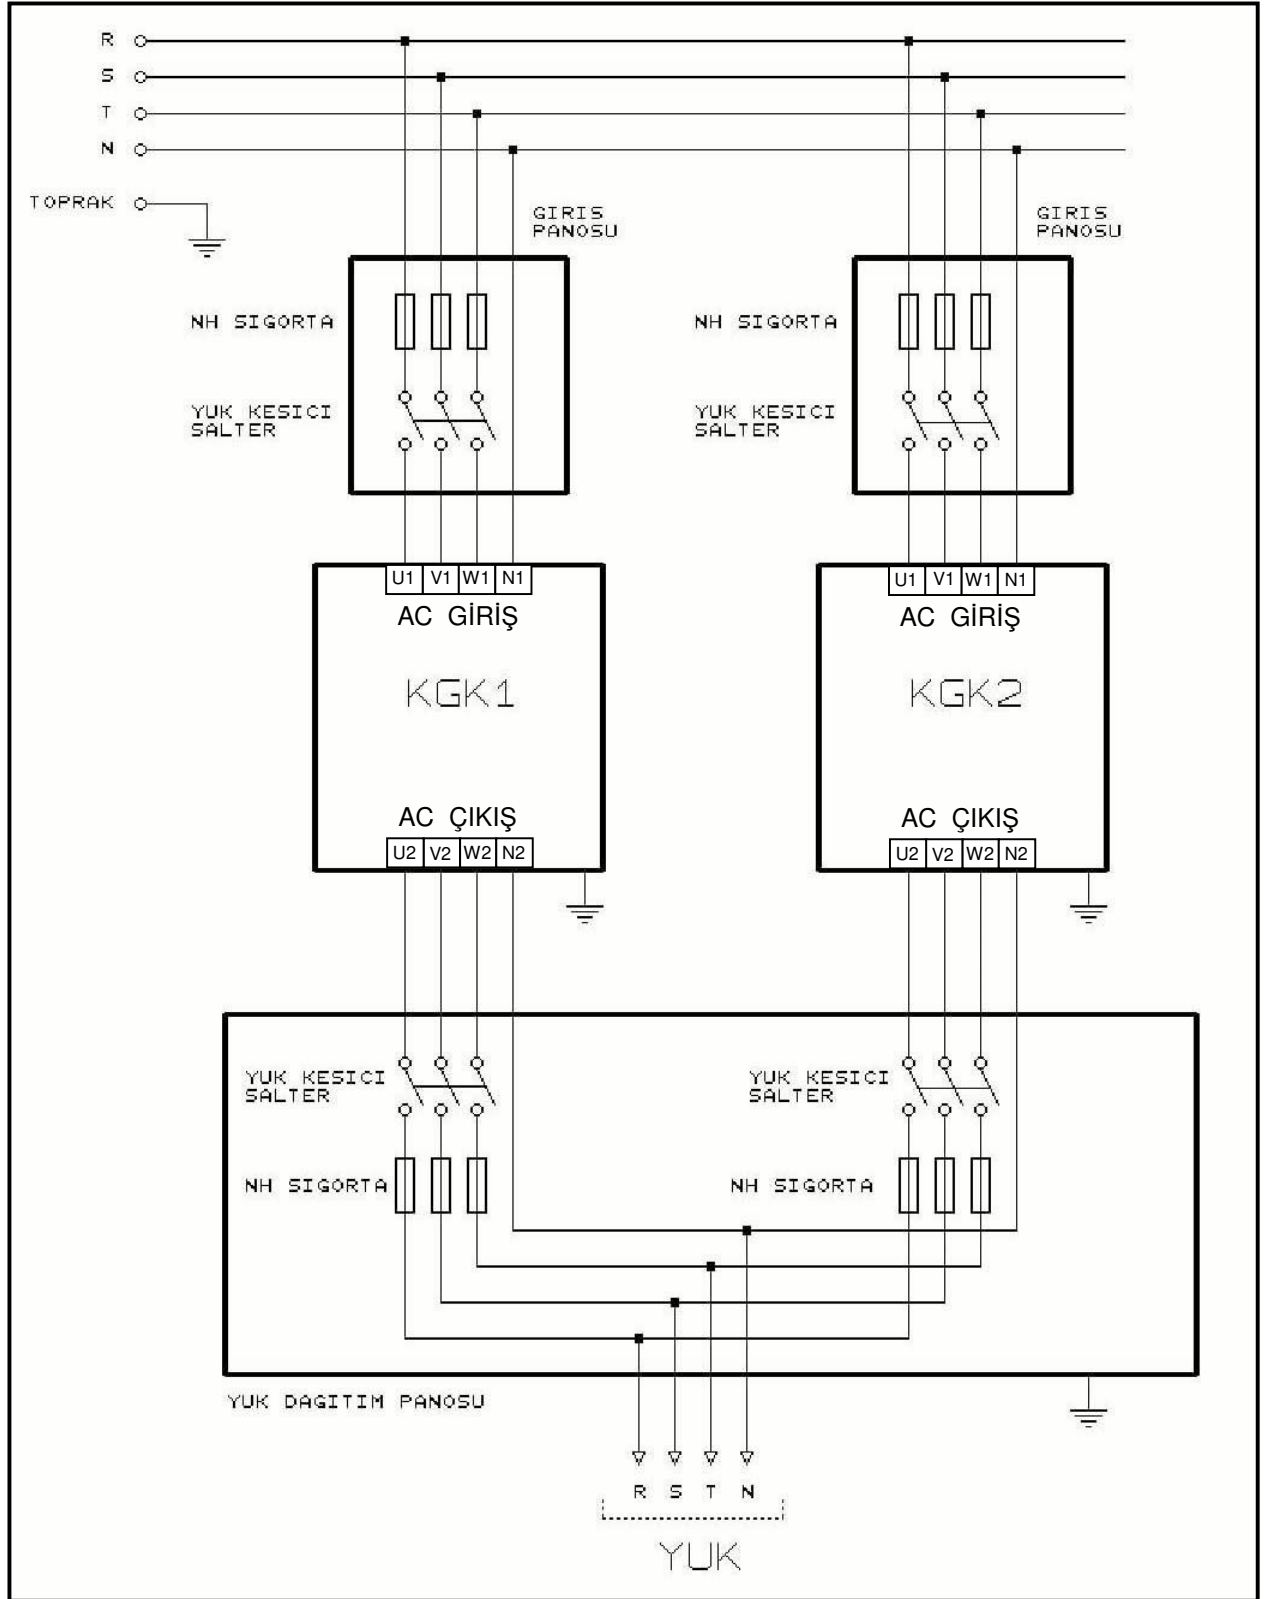 R
S
T
N
TOPRAK
GIRIS
PANOSU
GIRIS
PANOSU
NH SIGORTA
NH SIGORTA
YUK KESICI
SALTER
YUK KESICI
SALTER
U1 V1 W1 N1
AC GİRİŞ
KGK1
AC ÇIKIŞ
U2 V2 W2 N2
U1 V1 W1 N1
AC GİRİŞ
KGK2
AC ÇIKIŞ
U2 V2 W2 N2
YUK KESICI
SALTER
YUK KESICI
SALTER
NH SIGORTA
NH SIGORTA
YUK DAGITIM PANOSU
R S T N
YUK